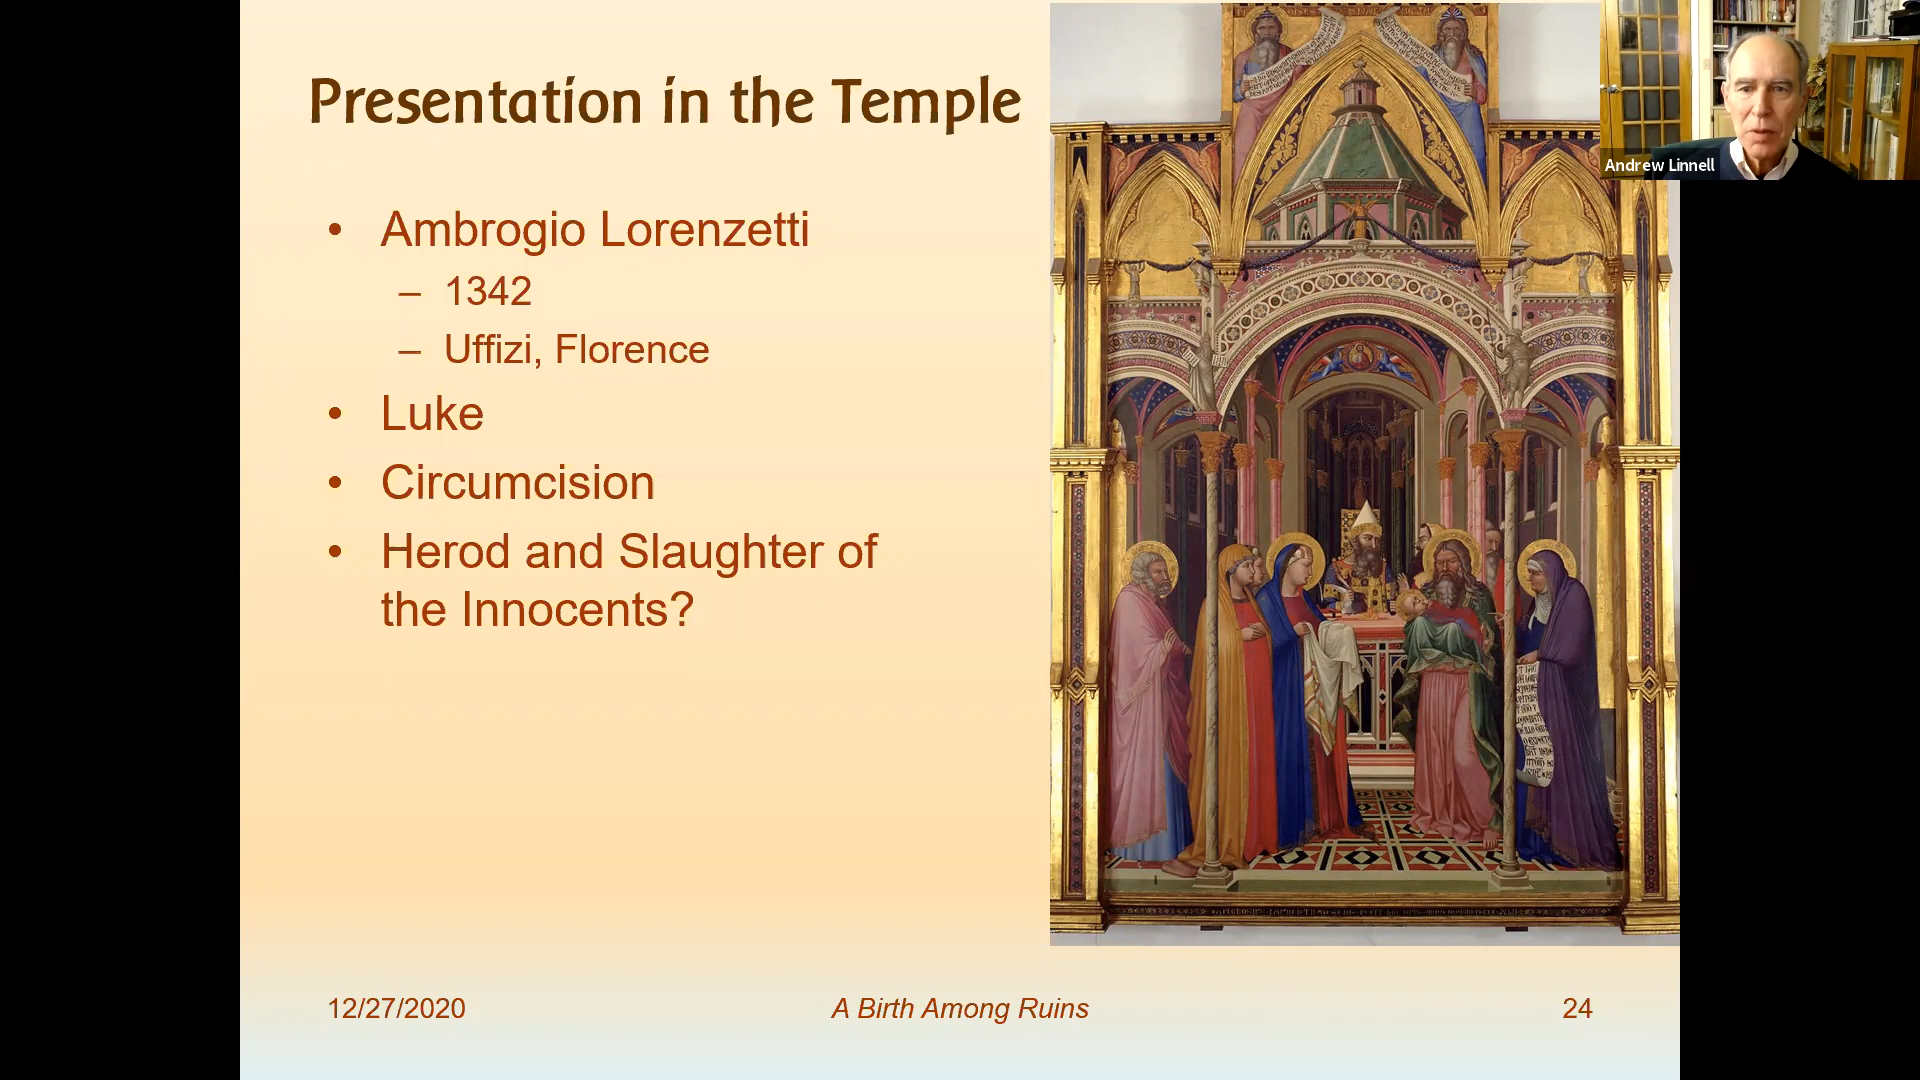 Presentation in the Temple
• Ambrogio Lorenzetti
– 1342
– Uffizi, Florence
• Luke
• Circumcision
• Herod and Slaughter of
the Innocents?
12/27/2020
A Birth Among Ruins
24
Andrew Linnell